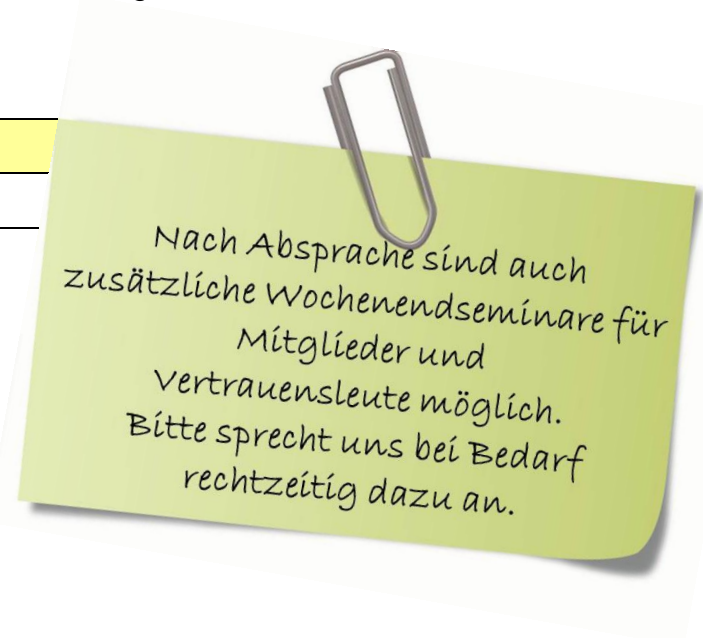 Nach Absprache sind auch
zusätzliche Wochenendseminare für
Mitglieder und
Vertrauensleute möglich.
Bitte sprecht uns bei Bedarf
rechtzeitig dazu an.